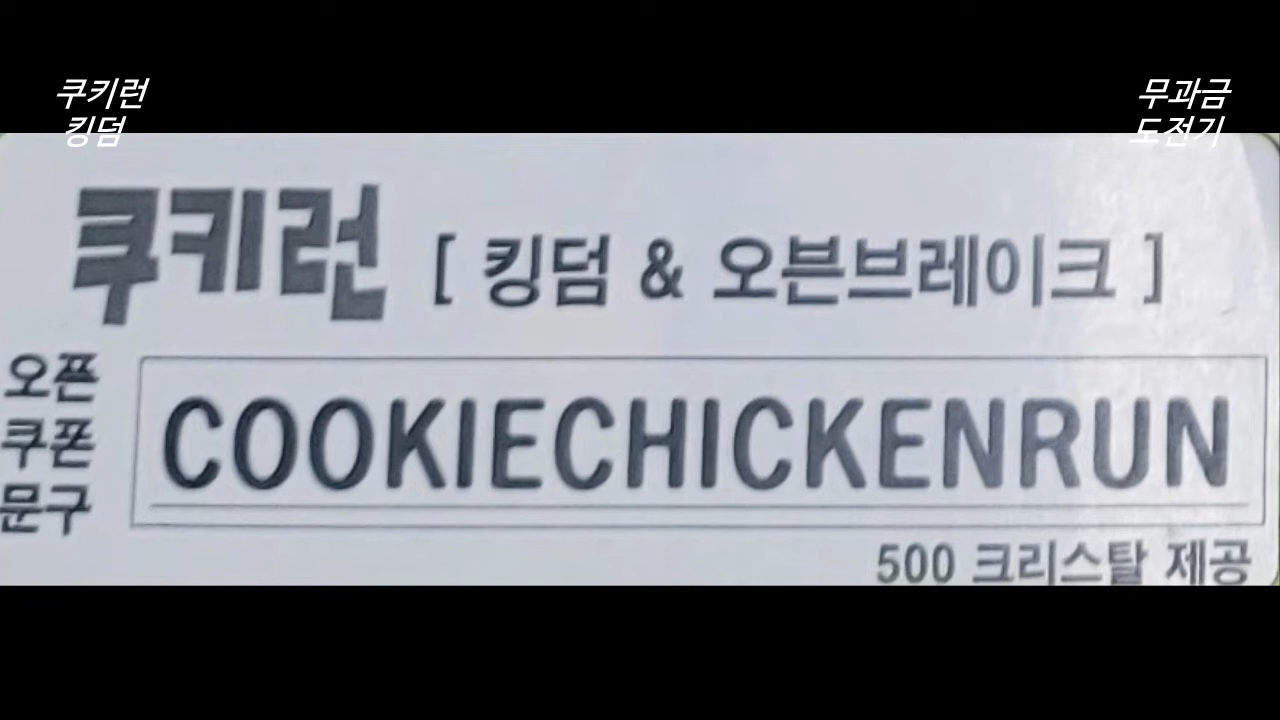 쿠키런
킹덤
무과금
도전기
쿠키런 [ 킹덤 & 오븐브레이크 ]
오픈
쿠폰
문구
COOKIECHICKENRUN
500 크리스탈 제공